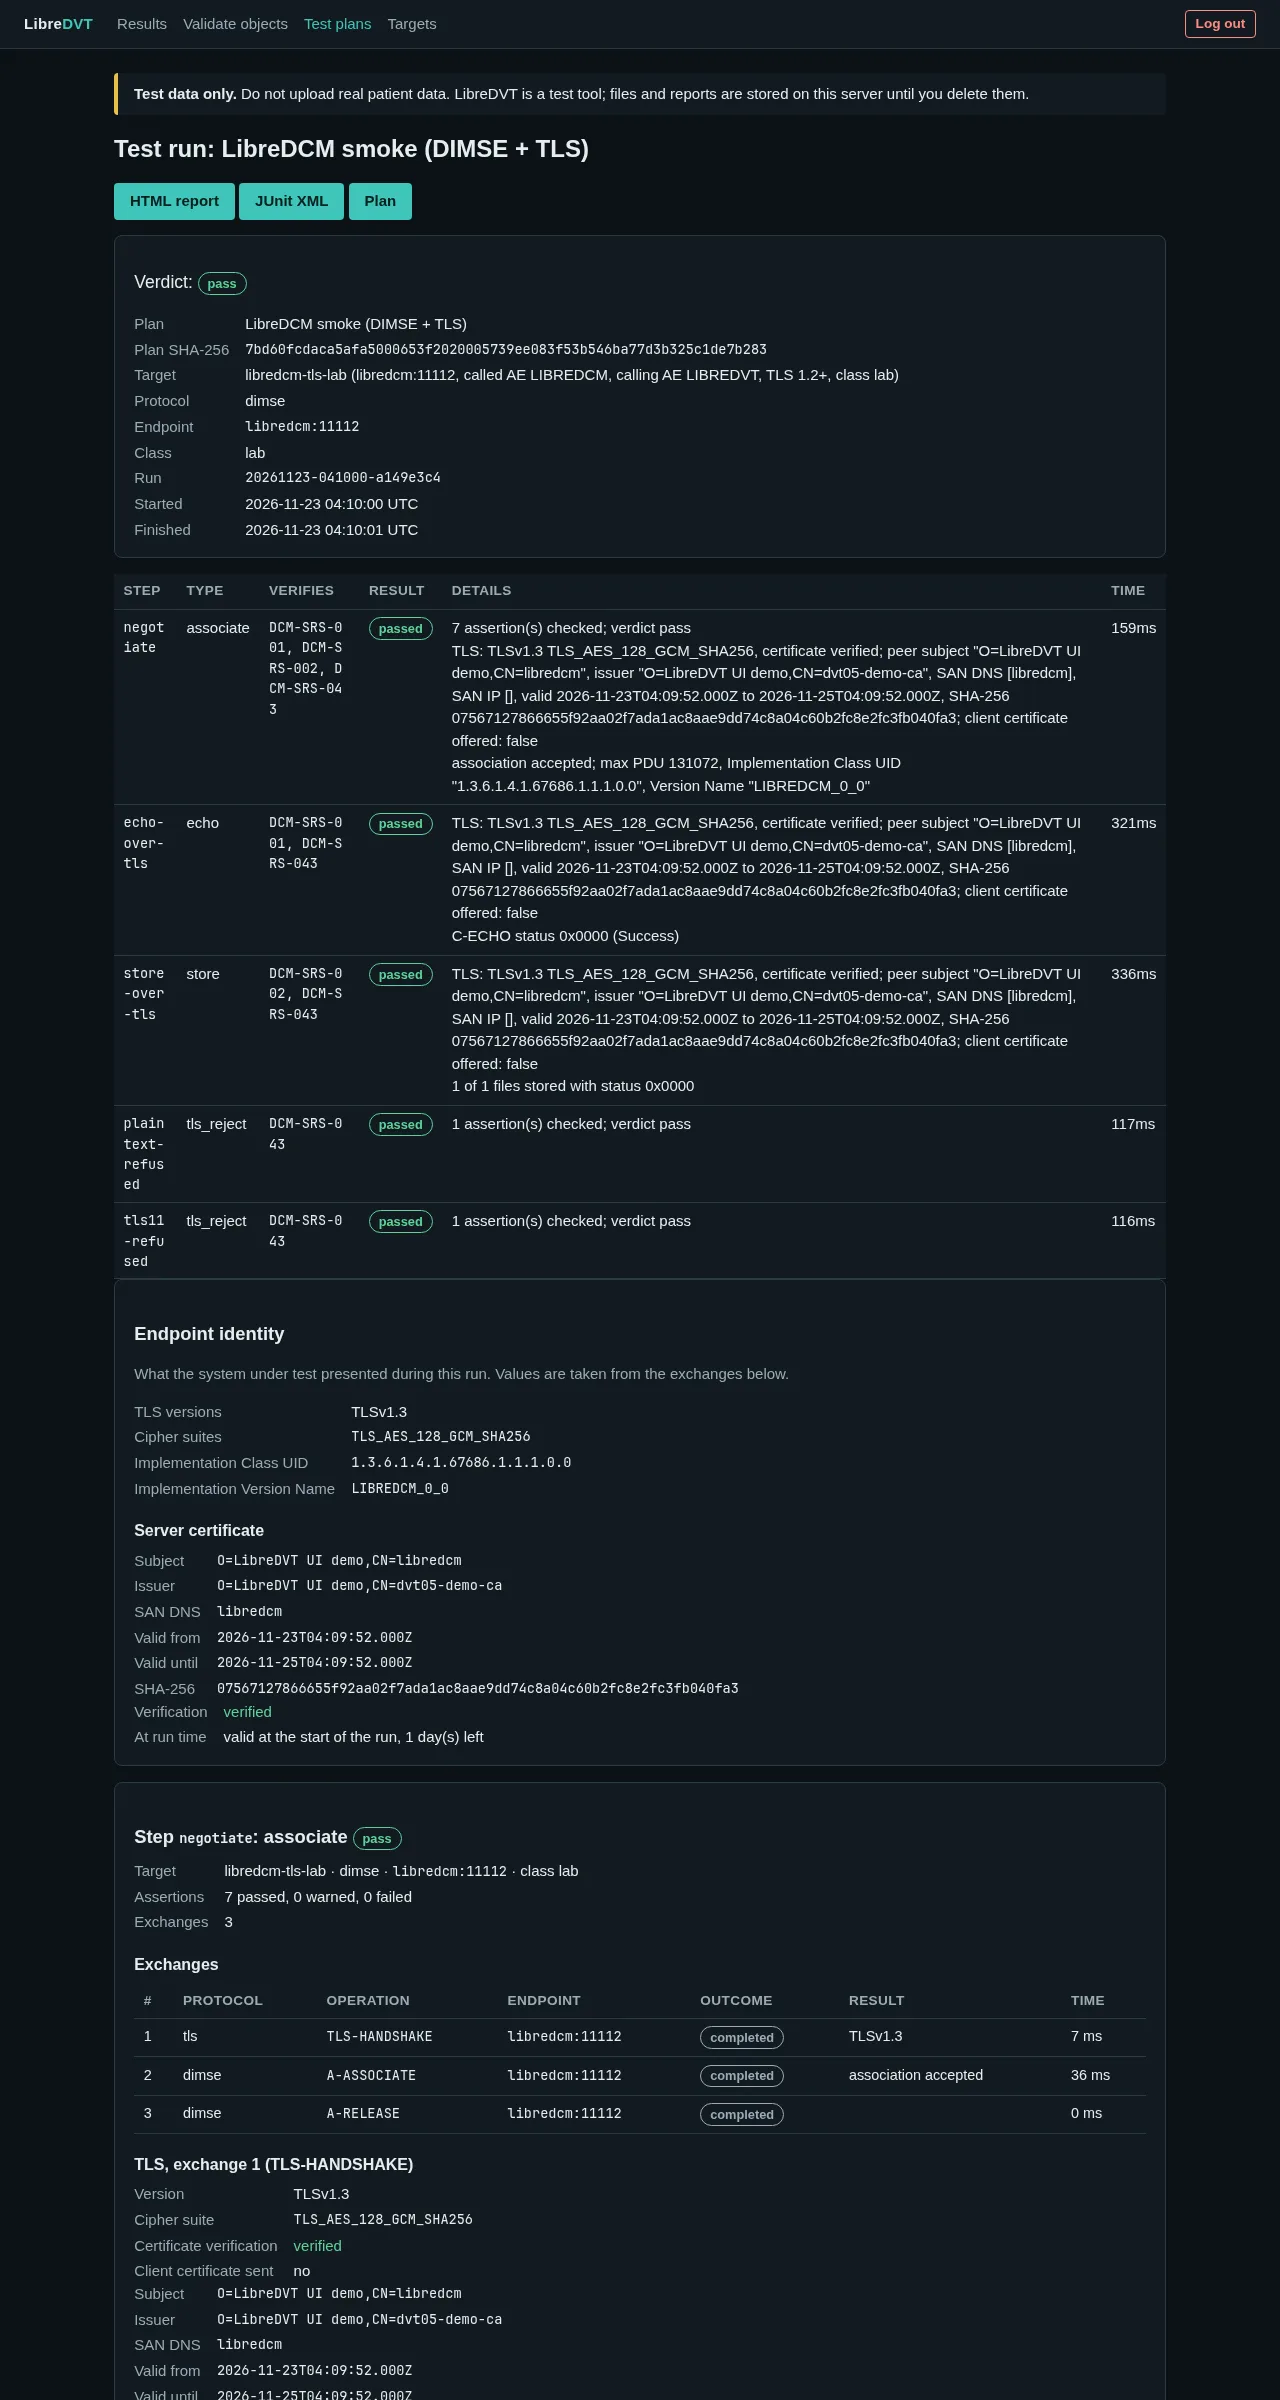 LibreDVT Results Validate objects Test plans Targets Log out
Test data only. Do not upload real patient data. LibreDVT is a test tool; files and reports are stored on this server until you delete them.
Test run: LibreDCM smoke (DIMSE + TLS)
HTML report JUnit XML Plan
Verdict: pass
Plan LibreDCM smoke (DIMSE + TLS)
Plan SHA-256 7bd60fcdaca5afa5000653f2020005739ee083f53b546ba77d3b325c1de7b283
Target libredcm-tls-lab (libredcm:11112, called AE LIBREDCM, calling AE LIBREDVT, TLS 1.2+, class lab)
Protocol dimse
Endpoint libredcm:11112
Class lab
Run 20261123-041000-a149e3c4
Started 2026-11-23 04:10:00 UTC
Finished 2026-11-23 04:10:01 UTC
STEP TYPE VERIFIES RESULT DETAILS TIME
negot associate DCM-SRS-0 passed 7 assertion(s) checked; verdict pass 159ms
iate 01, DCM-S TLS: TLSv1.3 TLS_AES_128_GCM_SHA256, certificate verified; peer subject "O=LibreDVT UI
RS-002, D demo,CN=libredcm", issuer "O=LibreDVT UI demo,CN=dvt05-demo-ca", SAN DNS [libredcm],
CM-SRS-04 SAN IP [], valid 2026-11-23T04:09:52.000Z to 2026-11-25T04:09:52.000Z, SHA-256
3 07567127866655f92aa02f7ada1ac8aae9dd74c8a04c60b2fc8e2fc3fb040fa3; client certificate
offered: false
association accepted; max PDU 131072, Implementation Class UID
"1.3.6.1.4.1.67686.1.1.1.0.0", Version Name "LIBREDCM_0_0"
echo- echo DCM-SRS-0 passed TLS: TLSv1.3 TLS_AES_128_GCM_SHA256, certificate verified; peer subject "O=LibreDVT UI 321ms
over- 01, DCM-S demo,CN=libredcm", issuer "O=LibreDVT UI demo,CN=dvt05-demo-ca", SAN DNS [libredcm],
tls RS-043 SAN IP [], valid 2026-11-23T04:09:52.000Z to 2026-11-25T04:09:52.000Z, SHA-256
07567127866655f92aa02f7ada1ac8aae9dd74c8a04c60b2fc8e2fc3fb040fa3; client certificate
offered: false
C-ECHO status 0x0000 (Success)
store store DCM-SRS-0 passed TLS: TLSv1.3 TLS_AES_128_GCM_SHA256, certificate verified; peer subject "O=LibreDVT UI 336ms
-over 02, DCM-S demo,CN=libredcm", issuer "O=LibreDVT UI demo,CN=dvt05-demo-ca", SAN DNS [libredcm],
-tls RS-043 SAN IP [], valid 2026-11-23T04:09:52.000Z to 2026-11-25T04:09:52.000Z, SHA-256
07567127866655f92aa02f7ada1ac8aae9dd74c8a04c60b2fc8e2fc3fb040fa3; client certificate
offered: false
1 of 1 files stored with status 0x0000
plain tls_reject DCM-SRS-0 passed 1 assertion(s) checked; verdict pass 117ms
text- 43
refus
ed
tls11 tls_reject DCM-SRS-0 passed 1 assertion(s) checked; verdict pass 116ms
-refu 43
sed
Endpoint identity
What the system under test presented during this run. Values are taken from the exchanges below.
TLS versions TLSv1.3
Cipher suites TLS_AES_128_GCM_SHA256
Implementation Class UID 1.3.6.1.4.1.67686.1.1.1.0.0
Implementation Version Name LIBREDCM_0_0
Server certificate
Subject O=LibreDVT UI demo,CN=libredcm
Issuer O=LibreDVT UI demo,CN=dvt05-demo-ca
SAN DNS libredcm
Valid from 2026-11-23T04:09:52.000Z
Valid until 2026-11-25T04:09:52.000Z
SHA-256 07567127866655f92aa02f7ada1ac8aae9dd74c8a04c60b2fc8e2fc3fb040fa3
Verification verified
At run time valid at the start of the run, 1 day(s) left
Step negotiate: associate pass
Target libredcm-tls-lab · dimse · libredcm:11112 · class lab
Assertions 7 passed, 0 warned, 0 failed
Exchanges 3
Exchanges
# PROTOCOL OPERATION ENDPOINT OUTCOME RESULT TIME
1 tls TLS-HANDSHAKE libredcm:11112 completed TLSv1.3 7 ms
2 dimse A-ASSOCIATE libredcm:11112 completed association accepted 36 ms
3 dimse A-RELEASE libredcm:11112 completed 0 ms
TLS, exchange 1 (TLS-HANDSHAKE)
Version TLSv1.3
Cipher suite TLS_AES_128_GCM_SHA256
Certificate verification verified
Client certificate sent no
Subject O=LibreDVT UI demo,CN=libredcm
Issuer O=LibreDVT UI demo,CN=dvt05-demo-ca
SAN DNS libredcm
Valid from 2026-11-23T04:09:52.000Z
Valid until 2026-11-25T04:09:52.000Z